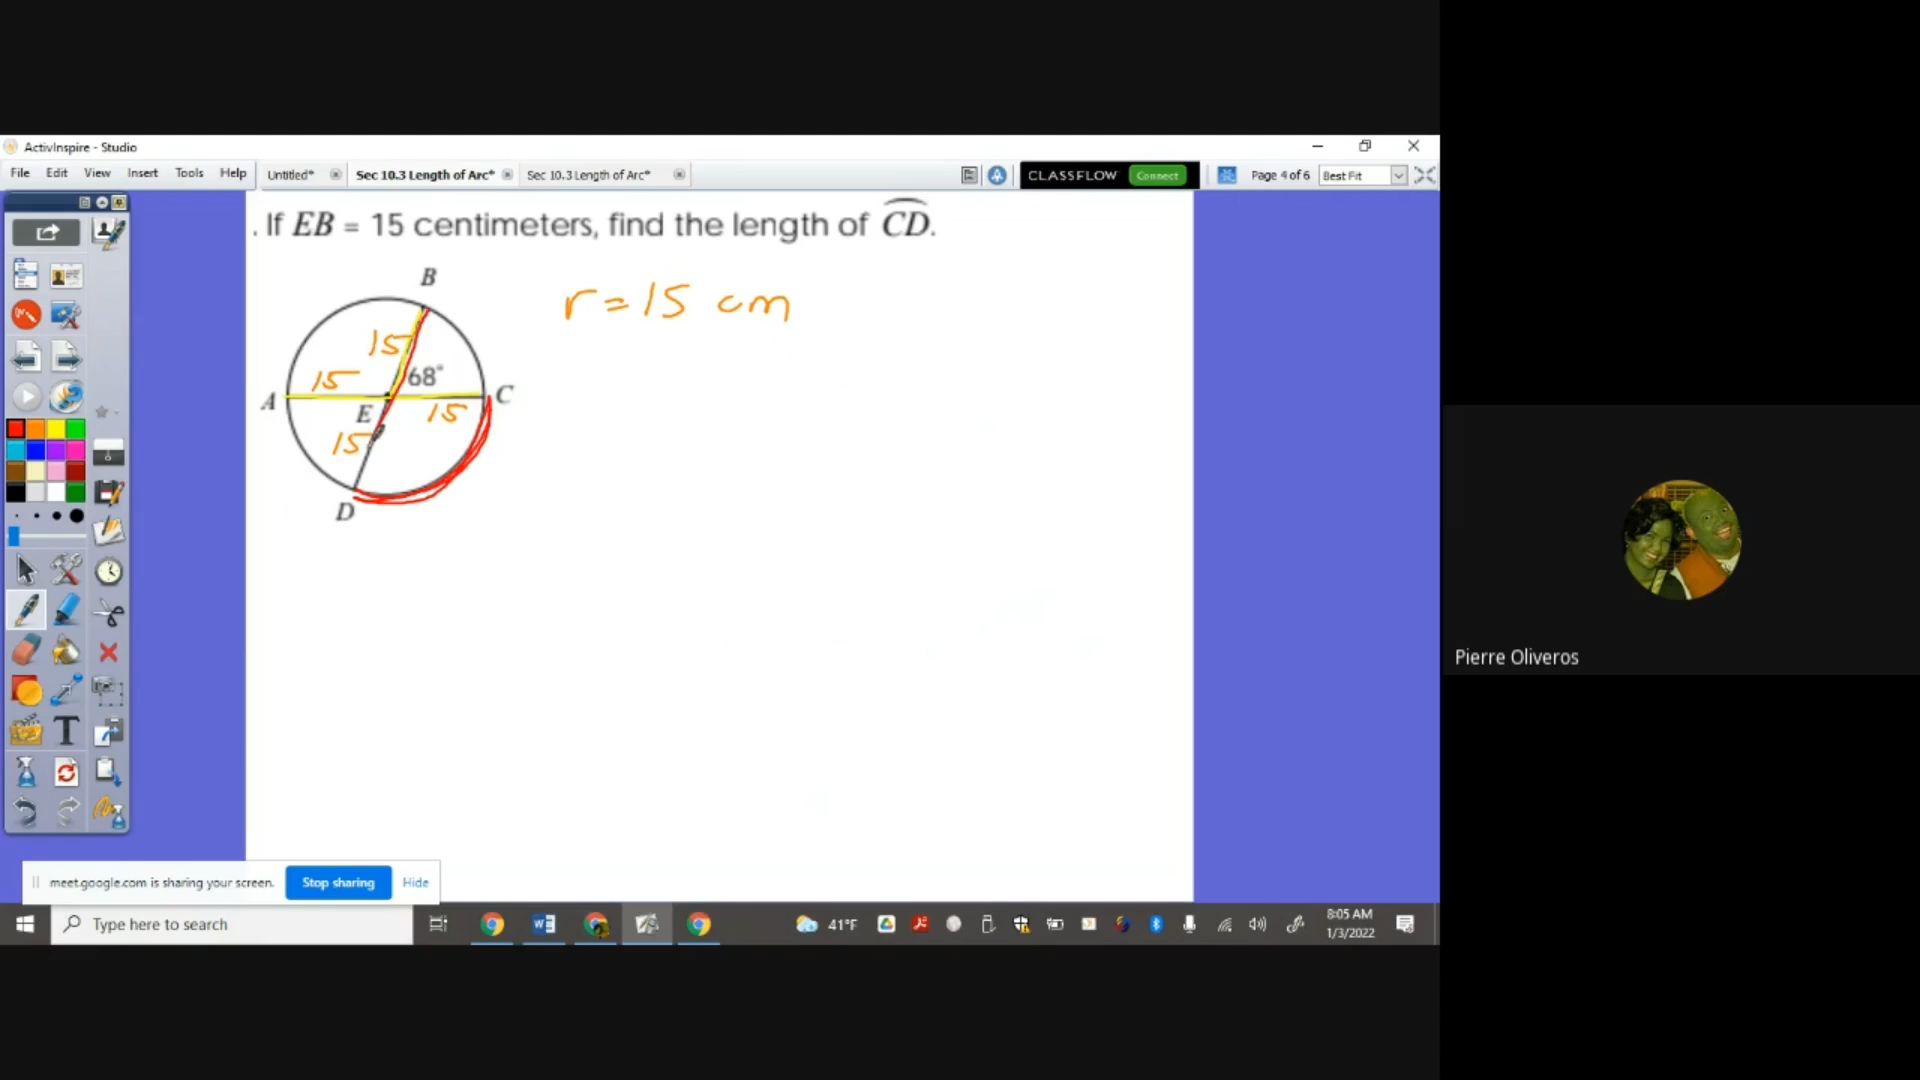 ActivInspire - Studio
File Edit View Insert Tools Help
Untitled* Sec 10.3 Length of Arc* Sec 10.3 Length of Arc*
CLASSFLOW Connect
Page 4 of 6 Best Fit
. If EB = 15 centimeters, find the length of CD.
B
r = 15 cm
15
15 68°
A E 15 C
15
D
T
Pierre Oliveros
meet.google.com is sharing your screen. Stop sharing Hide
Type here to search
41°F
8:05 AM
1/3/2022